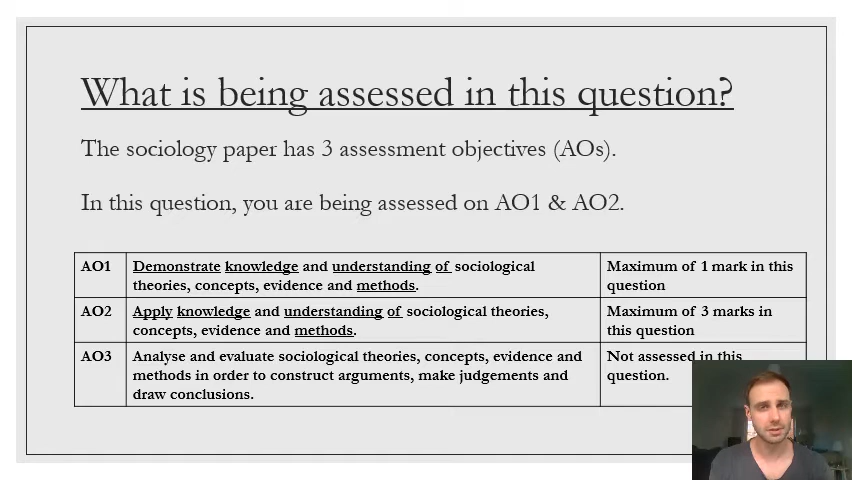 What is being assessed in this question?
The sociology paper has 3 assessment objectives (AOs).
In this question, you are being assessed on AO1 & AO2.
AO1
Demonstrate knowledge and understanding of sociological
theories, concepts, evidence and methods.
Maximum of 1 mark in this
question
AO2
Apply knowledge and understanding of sociological theories,
concepts, evidence and methods.
Maximum of 3 marks in
this question
AO3
Analyse and evaluate sociological theories, concepts, evidence and
methods in order to construct arguments, make judgements and
draw conclusions.
Not assessed in this
question.